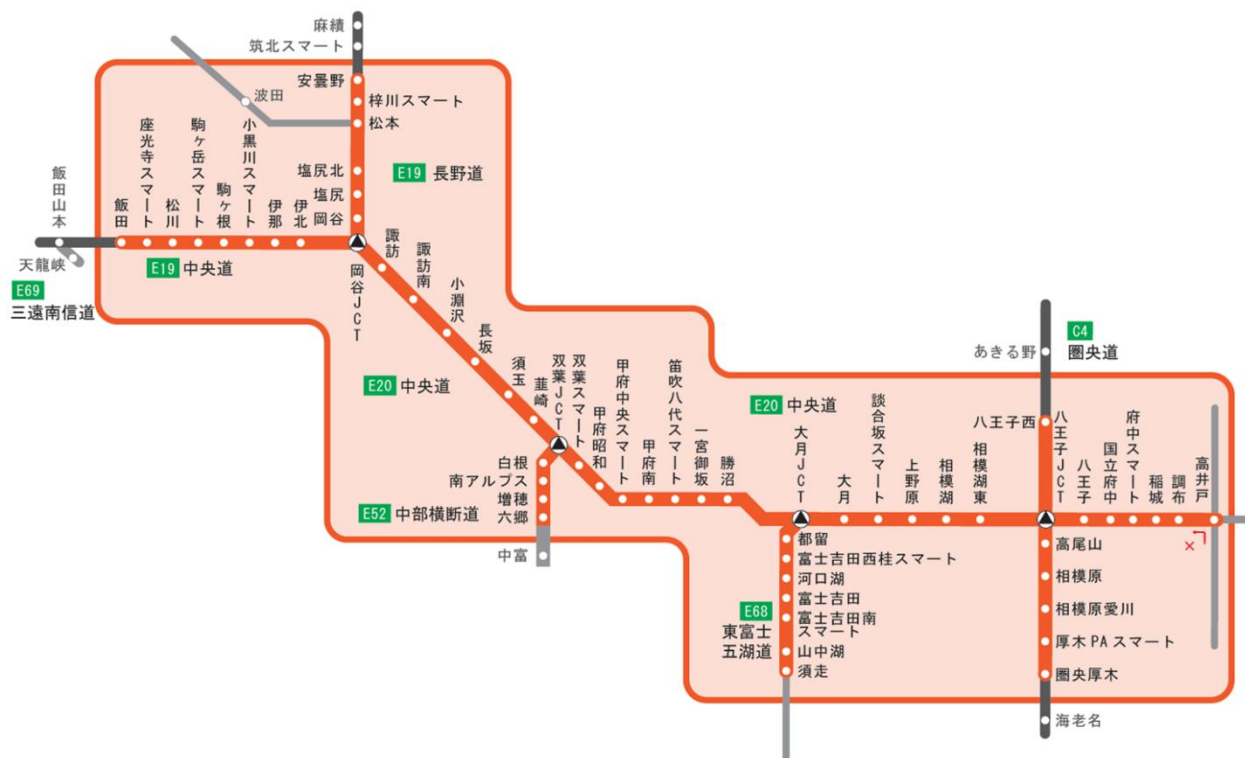 麻績
筑北スマート
安曇野
梓川スマート
松本
波田
塩尻北
塩尻
岡谷
E19 長野道
飯田山本
天龍峡
E69
三遠南信道
飯田
座光寺スマート
松川
駒ヶ岳スマート
駒ヶ根
小黒川スマート
伊那
伊北
E19 中央道
岡谷JCT
諏訪
諏訪南
小淵沢
長坂
須玉
韮崎
双葉JCT
双葉スマート
甲府昭和
甲府中央スマート
甲府南
笛吹八代スマート
一宮御坂
勝沼
E20 中央道
白根
南アルプス
増穂
六郷
E52 中部横断道
中富
E20 中央道
大月JCT
大月
談合坂スマート
上野原
相模湖
相模湖東
八王子JCT
八王子
国立府中
府中スマート
稲城
調布
高井戸
×
都留
富士吉田西桂スマート
河口湖
富士吉田
富士吉田南
スマート
山中湖
須走
E68
東富士
五湖道
C4
圏央道
あきる野
八王子西
高尾山
相模原
相模原愛川
厚木PAスマート
圏央厚木
海老名